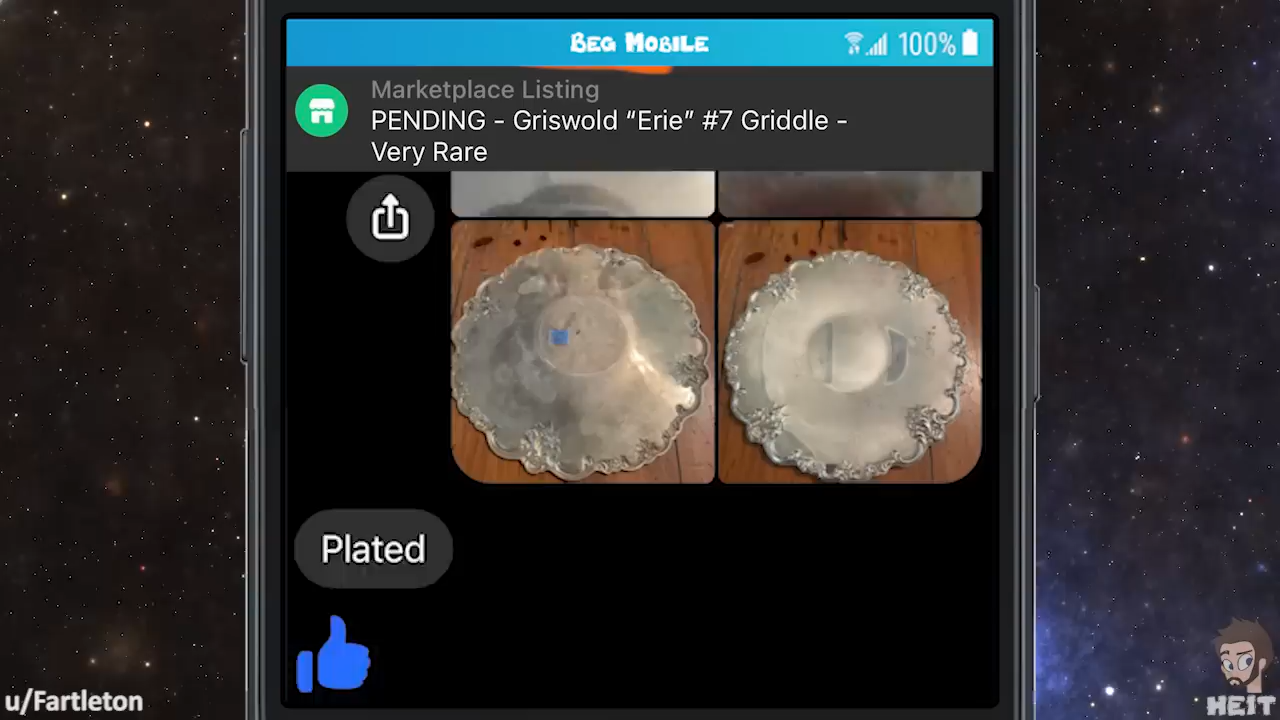 BEG MOBILE
100%
Marketplace Listing
PENDING - Griswold “Erie” #7 Griddle -
Very Rare
Plated
u/Fartleton
HEIT